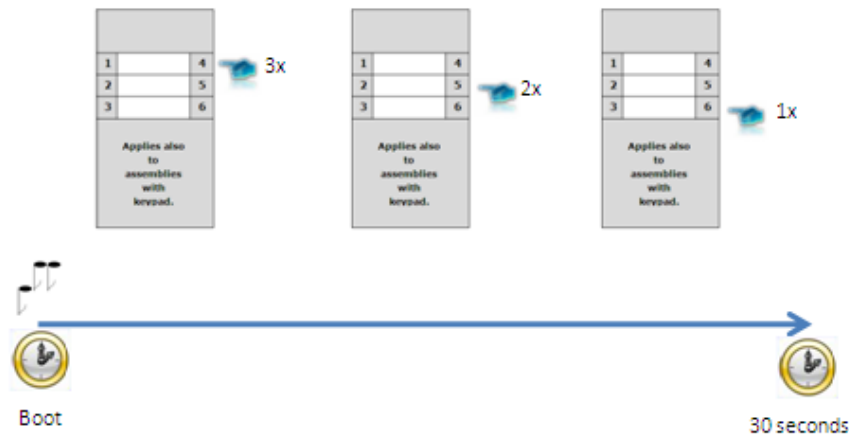 1 4
2 5
3 6
Applies also
to
assemblies
with
keypad.
3x
1 4
2 5
3 6
Applies also
to
assemblies
with
keypad.
2x
1 4
2 5
3 6
Applies also
to
assemblies
with
keypad.
1x
Boot
30 seconds